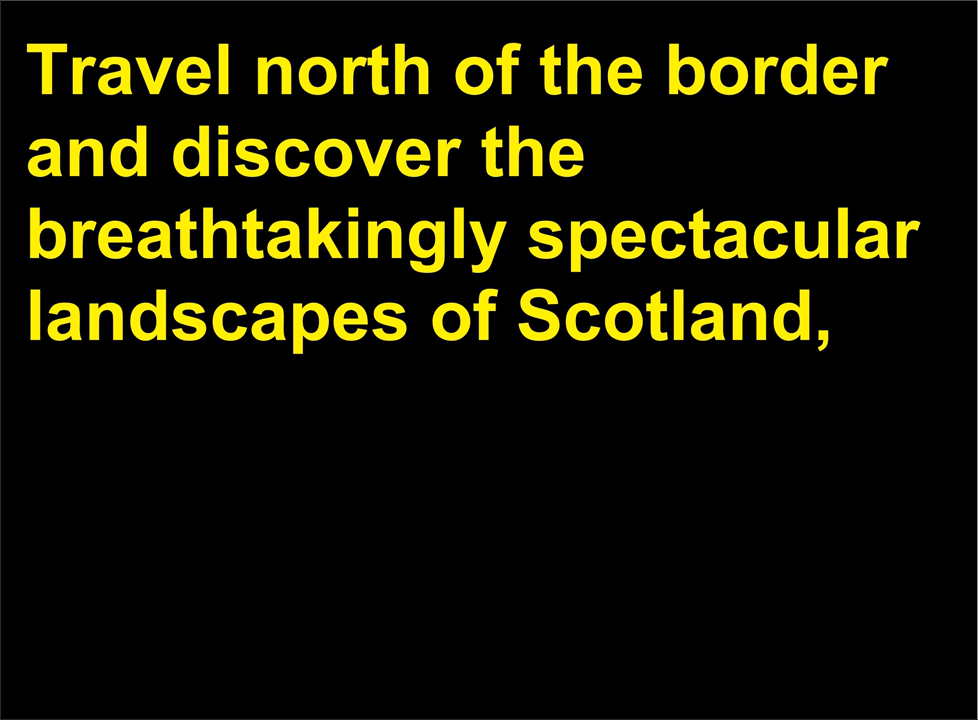 Travel north of the border
and discover the
breathtakingly spectacular
landscapes of Scotland,